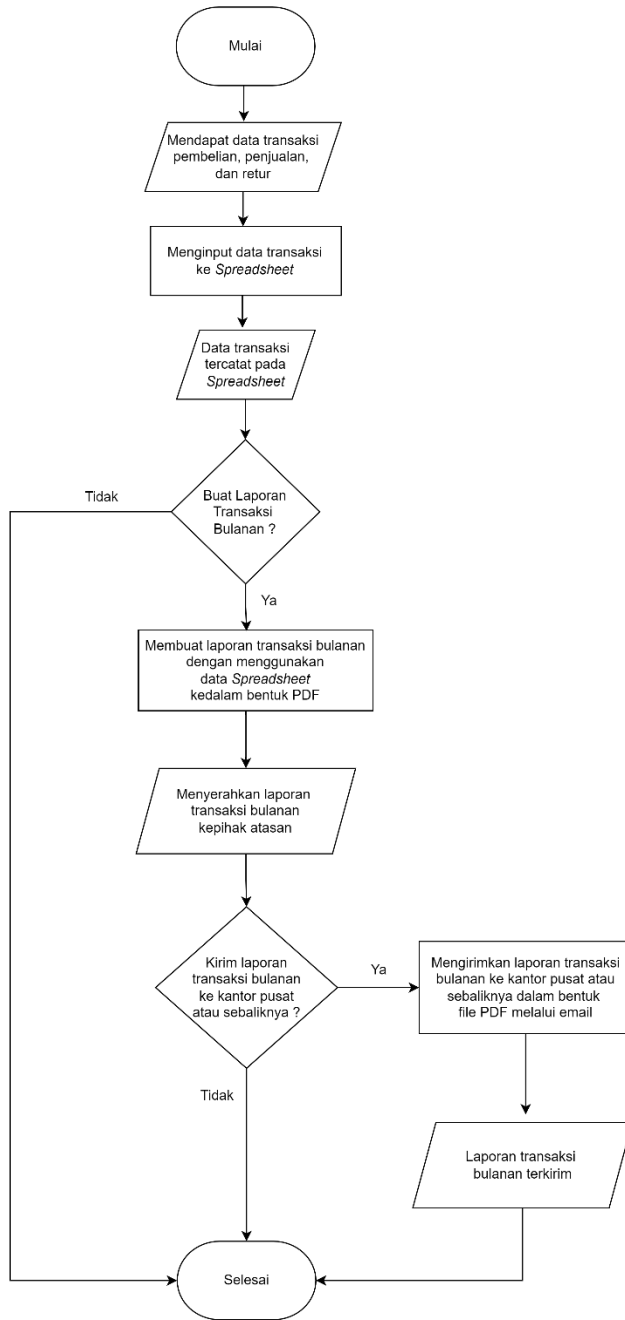 Mulai
Mendapat data transaksi
pembelian, penjualan,
dan retur
Menginput data transaksi
ke Spreadsheet
Data transaksi
tercatat pada
Spreadsheet
Tidak
Buat Laporan
Transaksi
Bulanan ?
Ya
Membuat laporan transaksi bulanan
dengan menggunakan
data Spreadsheet
kedalam bentuk PDF
Menyerahkan laporan
transaksi bulanan
kepihak atasan
Kirim laporan
transaksi bulanan
ke kantor pusat
atau sebaliknya ?
Ya
Mengirimkan laporan transaksi
bulanan ke kantor pusat atau
sebaliknya dalam bentuk
file PDF melalui email
Tidak
Laporan transaksi
bulanan terkirim
Selesai